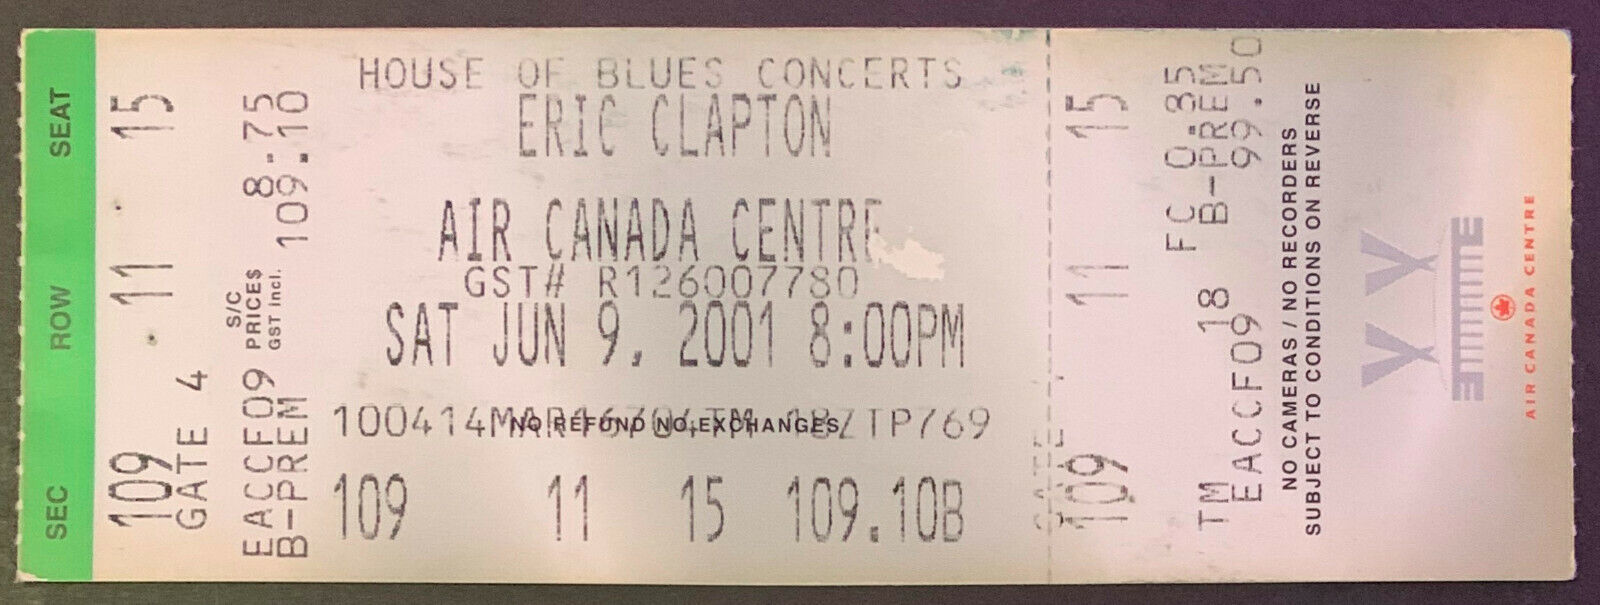 SEC ROW SEAT
109 11 15
GATE 4
S/C 8.75
PRICES
GST incl.
EACCF09
B-PREM 109.10
HOUSE OF BLUES CONCERTS
ERIC CLAPTON
AIR CANADA CENTRE
GST# R126007780
SAT JUN 9, 2001 8:00PM
NO REFUND NO EXCHANGES
109 11 15 109.10B
109 11 15
FC 0.85
TM 18 B-PREM
EACCF09 99.50
NO CAMERAS / NO RECORDERS
SUBJECT TO CONDITIONS ON REVERSE
AIR CANADA CENTRE